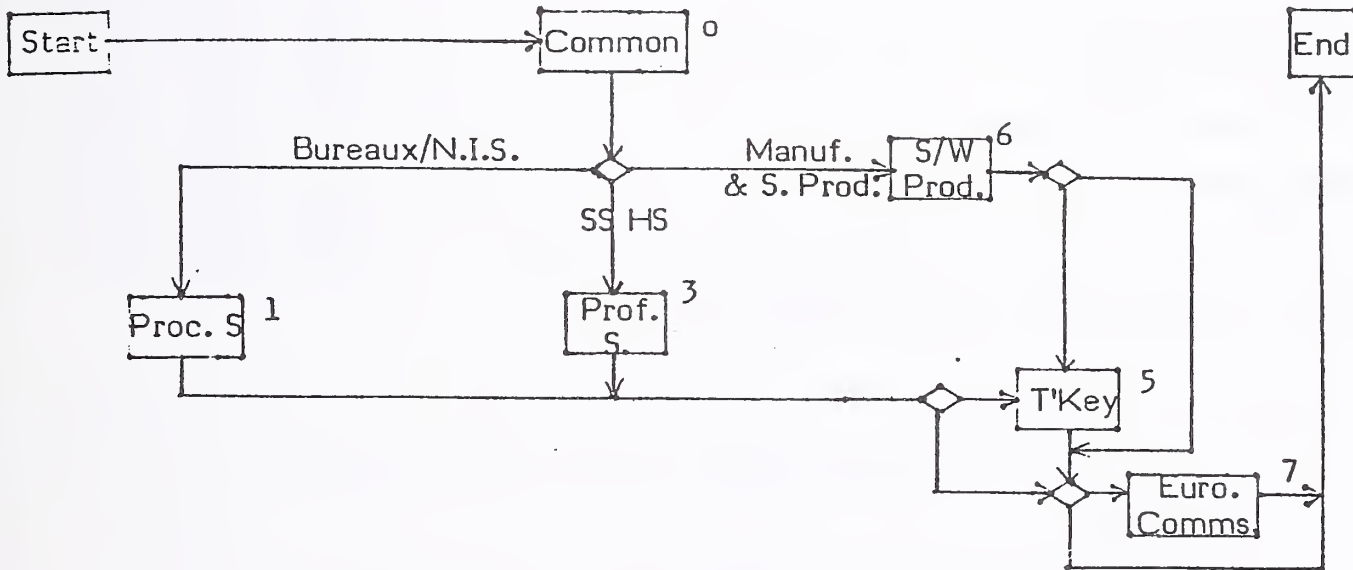 Start
Common
0
End
Bureaux/N.I.S.
Manuf.
& S. Prod.
S/W
Prod.
6
SS HS
Proc. S
1
Prof.
S.
3
T'Key
5
Euro.
Comms.
7.